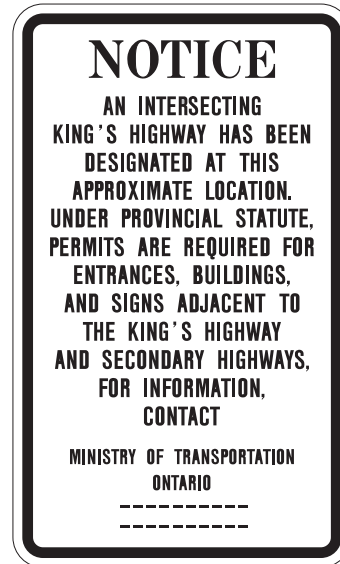 NOTICE
AN INTERSECTING
KING'S HIGHWAY HAS BEEN
DESIGNATED AT THIS
APPROXIMATE LOCATION.
UNDER PROVINCIAL STATUTE,
PERMITS ARE REQUIRED FOR
ENTRANCES, BUILDINGS,
AND SIGNS ADJACENT TO
THE KING'S HIGHWAY
AND SECONDARY HIGHWAYS,
FOR INFORMATION,
CONTACT
MINISTRY OF TRANSPORTATION
ONTARIO
----------
----------